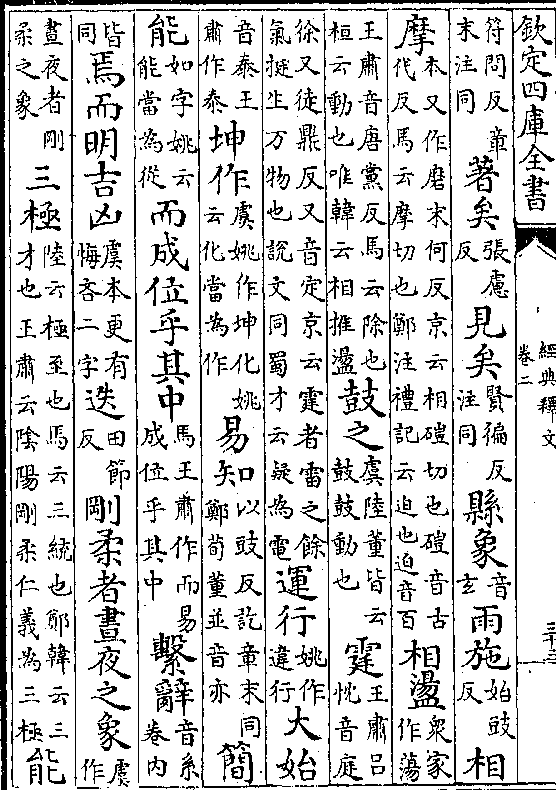 欽定四庫全書
經典釋文
卷二
符問反章末注同著矣張慮反見矣賢徧反注同縣象音玄雨施始豉反相
摩本又作磨末何反京云相磑切也磑音古代反馬云摩切也鄭注禮記云迫也迫音百相盪衆家作蕩
王肅音唐黨反馬云除也桓云動也唯韓云相推盪鼓之虞陸董皆云鼓鼓動也霆王肅吕忱音庭
徐又徒鼎反又音定京云霆者雷之餘氣挺生万物也說文同蜀才云疑為電運行姚作違行大始
音泰王肅作泰坤作虞姚作坤化姚云化當為作易知以豉反訖章末同鄭荀董並音亦簡
能如字姚云能當為從而成位乎其中馬王肅作而易成位乎其中繫辭音系卷内
皆同焉而明吉凶虞本更有悔吝二字迭田節反剛柔者晝夜之象虞作
晝夜者剛柔之象三極陸云極至也馬云三統也鄭韓云三才也王肅云陰陽剛柔仁義為三極能